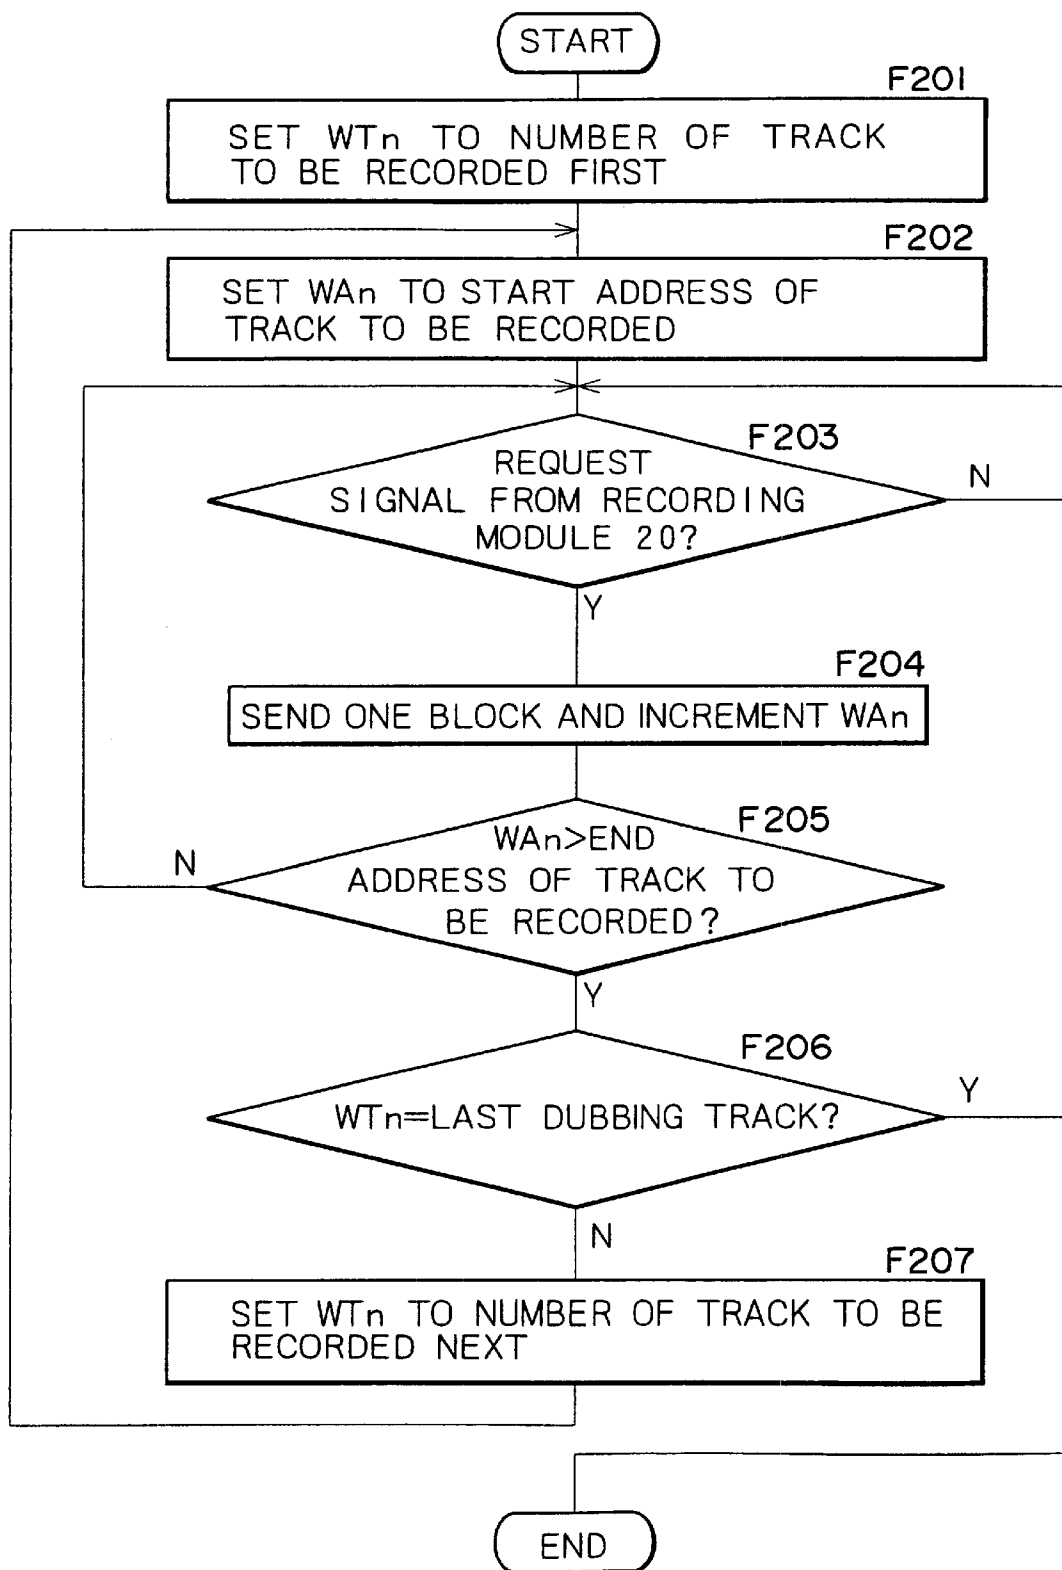 START
F201
SET WTn TO NUMBER OF TRACK
TO BE RECORDED FIRST
F202
SET WAn TO START ADDRESS OF
TRACK TO BE RECORDED
F203
REQUEST
SIGNAL FROM RECORDING
MODULE 20?
N
Y
F204
SEND ONE BLOCK AND INCREMENT WAn
F205
WAn>END
ADDRESS OF TRACK TO
BE RECORDED?
N
Y
F206
WTn=LAST DUBBING TRACK?
Y
N
F207
SET WTn TO NUMBER OF TRACK TO BE
RECORDED NEXT
END